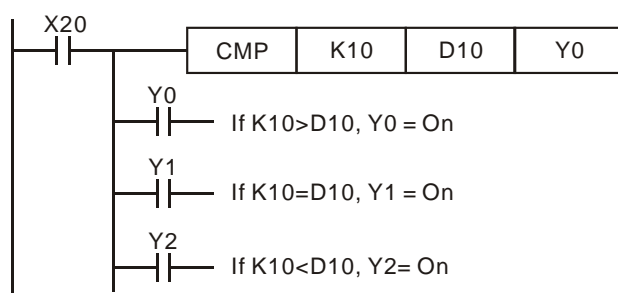 X20
CMP K10 D10 Y0
Y0
If K10>D10, Y0 = On
Y1
If K10=D10, Y1 = On
Y2
If K10<D10, Y2= On